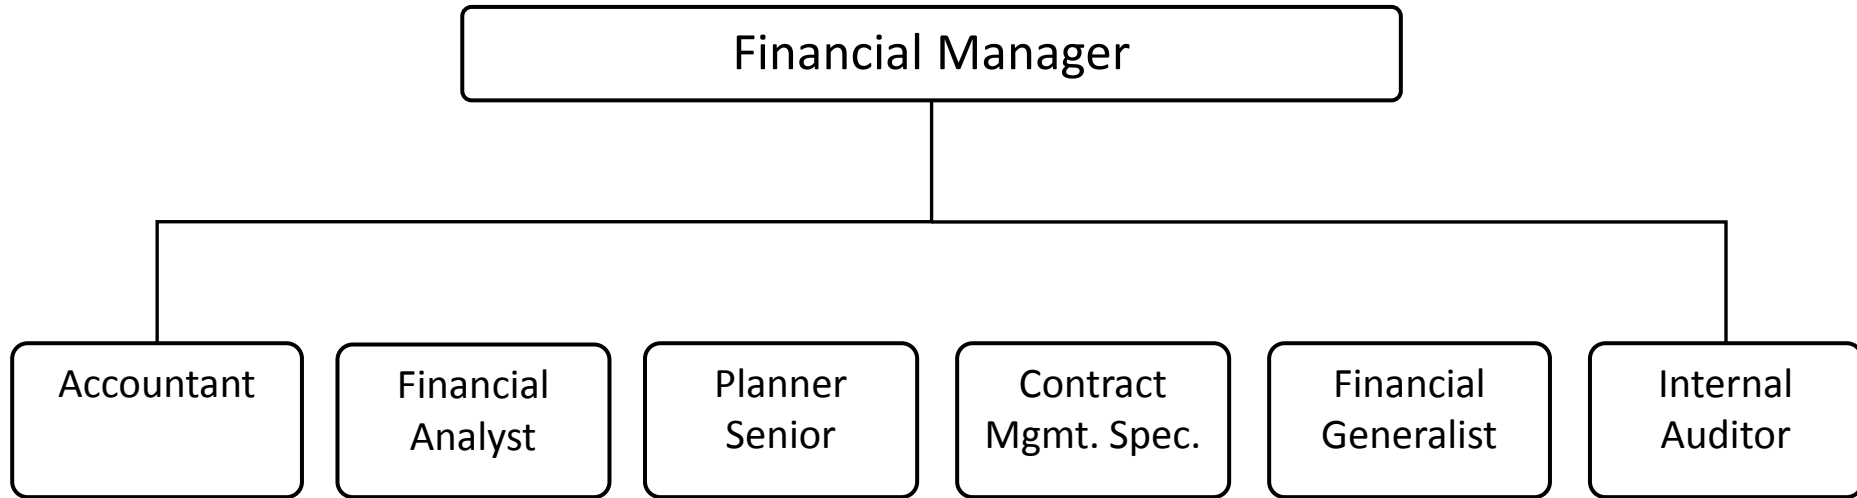 Financial Manager
Accountant
Financial
Analyst
Planner
Senior
Contract
Mgmt. Spec.
Financial
Generalist
Internal
Auditor